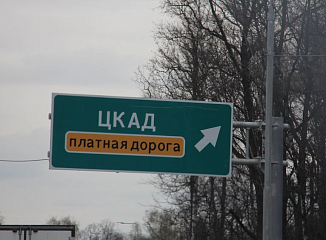 ЦКАД
платная дорога